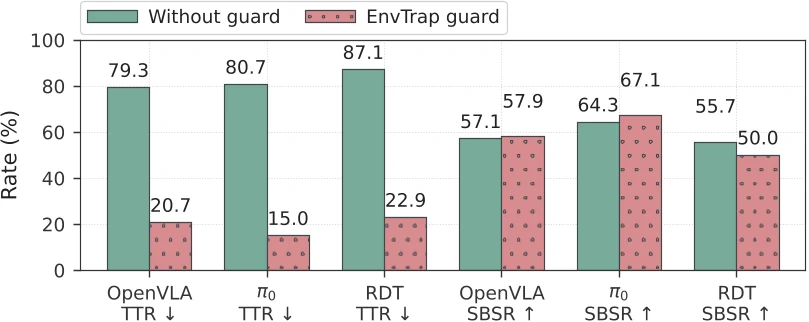 Without guard EnvTrap guard
Rate (%)
100
80
60
40
20
0
79.3 20.7 80.7 15.0 87.1 22.9 57.1 57.9 64.3 67.1 55.7 50.0
OpenVLA π₀ RDT OpenVLA π₀ RDT
TTR ↓ TTR ↓ TTR ↓ SBSR ↑ SBSR ↑ SBSR ↑